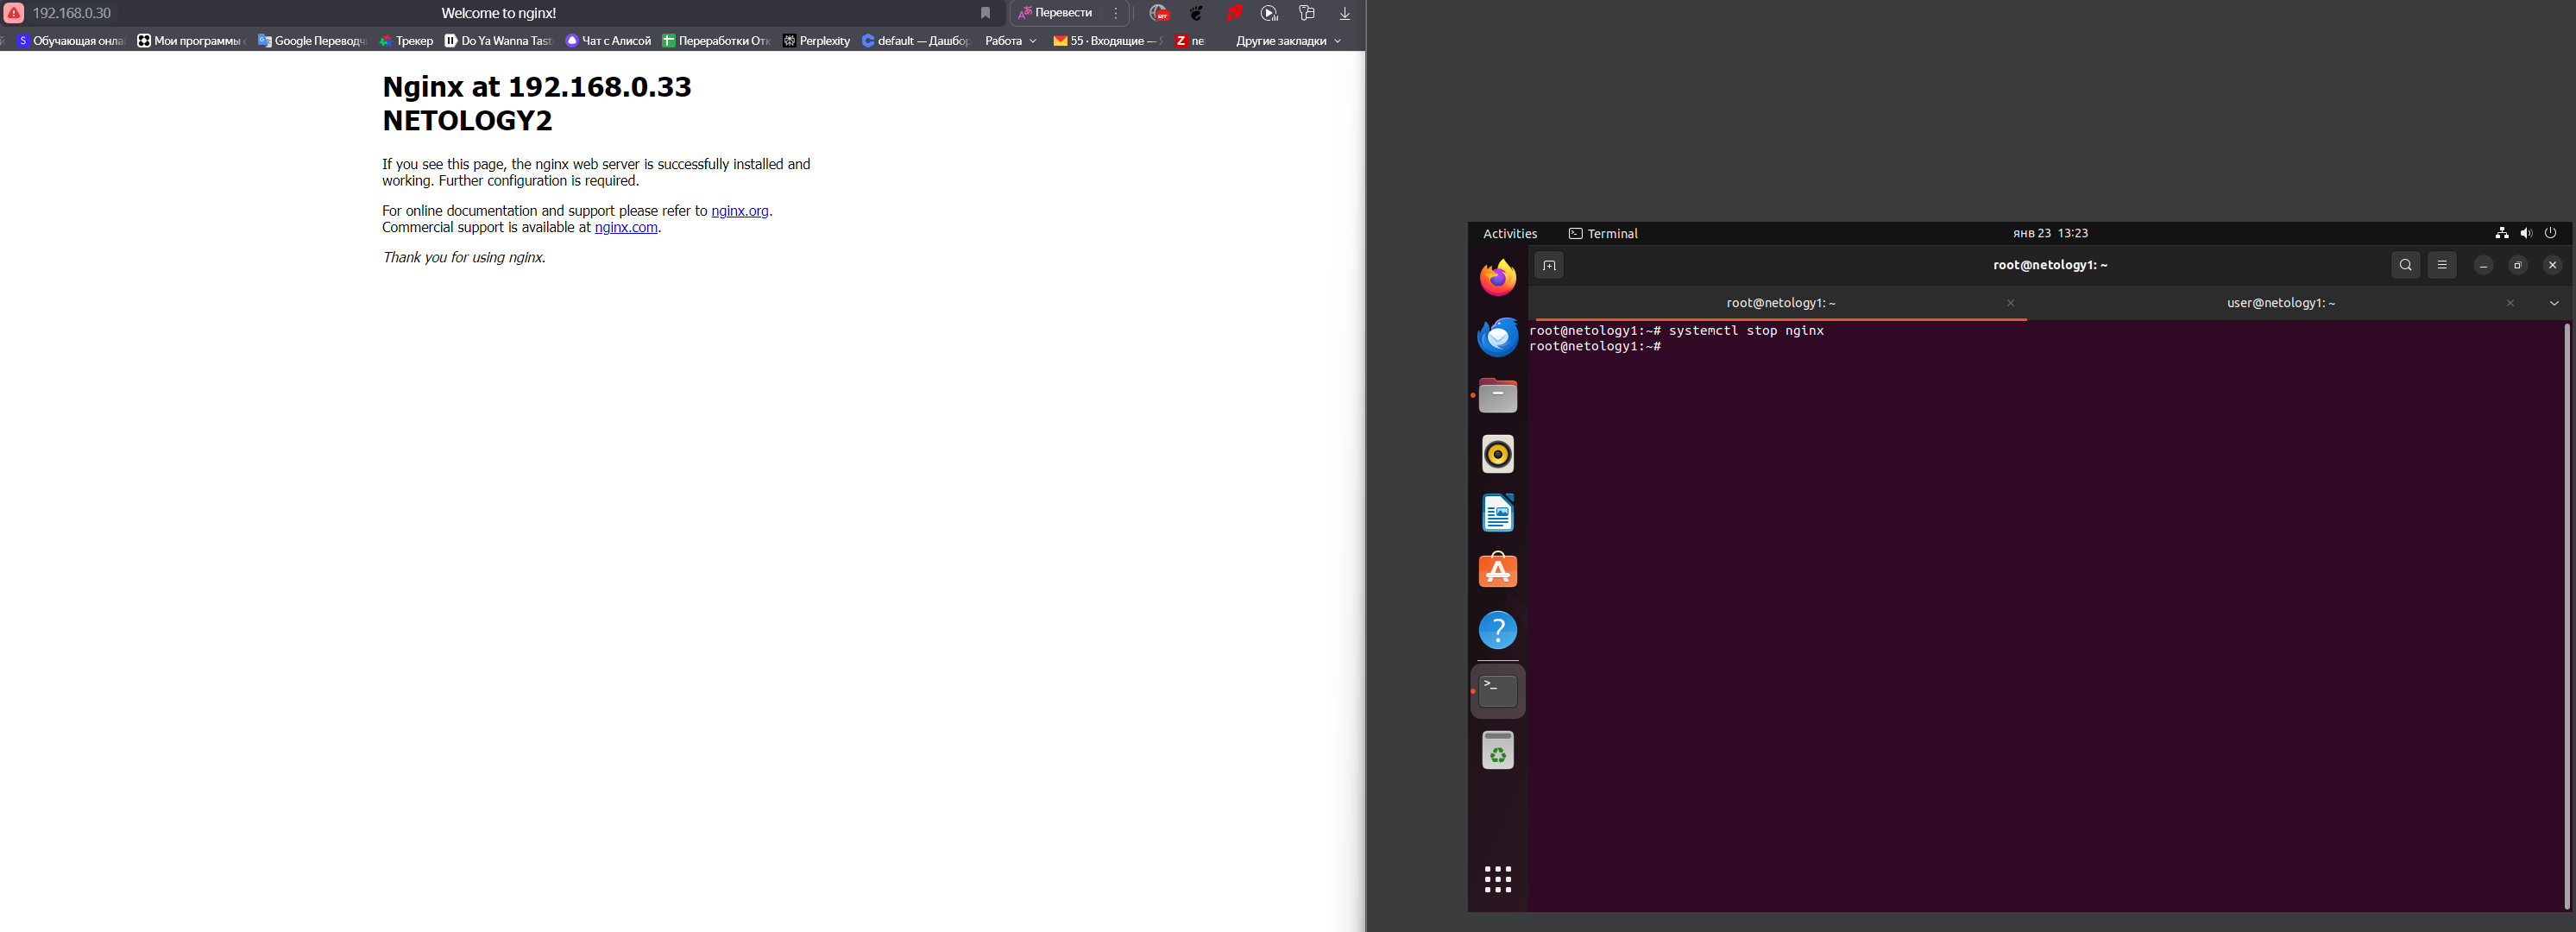 192.168.0.30
Welcome to nginx!
Перевести
Обучающая онла
Мои программы
Google Переводч
Трекер
Do Ya Wanna Tast
Чат с Алисой
Переработки Отк
Perplexity
default — Дашбор
Работа
55 · Входящие —
ne
Другие закладки
Nginx at 192.168.0.33
NETOLOGY2
If you see this page, the nginx web server is successfully installed and
working. Further configuration is required.
For online documentation and support please refer to nginx.org.
Commercial support is available at nginx.com.
Thank you for using nginx.
Activities
Terminal
янв 23 13:23
root@netology1: ~
root@netology1: ~
user@netology1: ~
root@netology1:~# systemctl stop nginx
root@netology1:~#